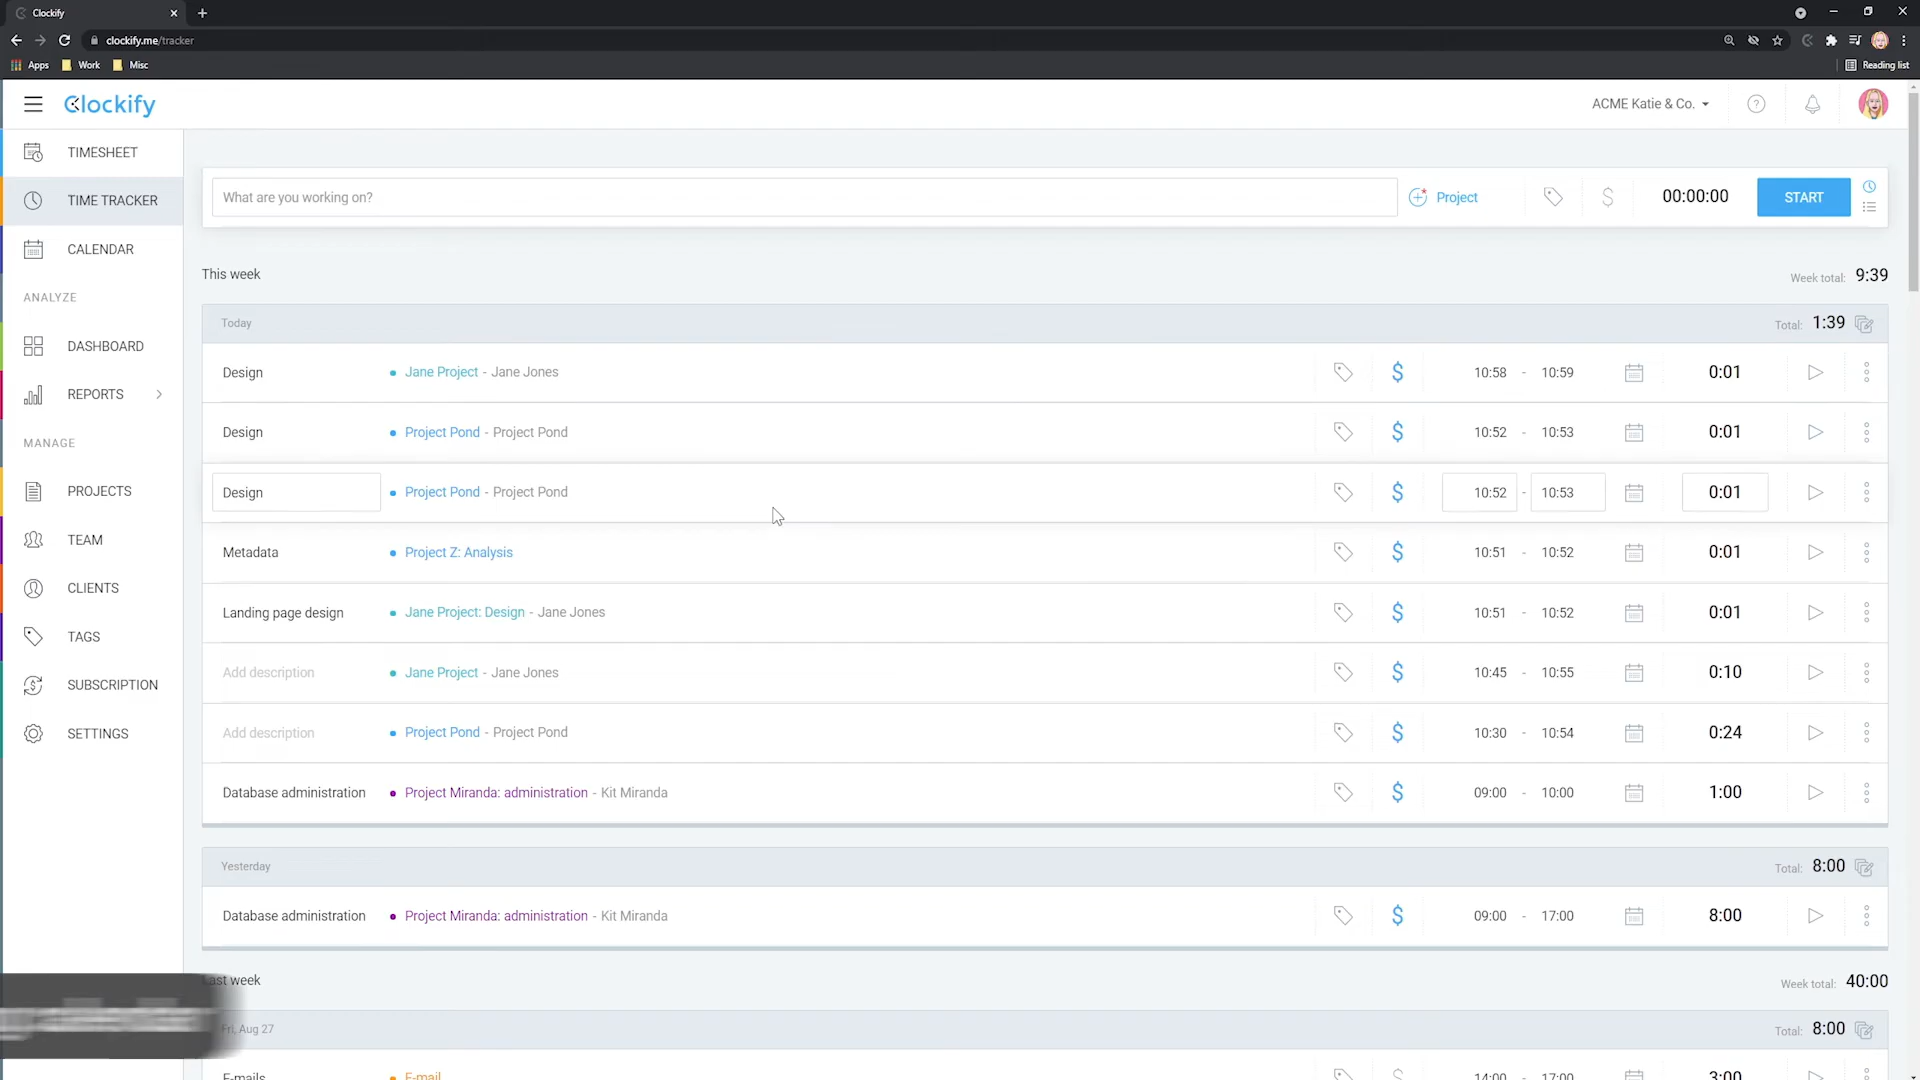 Clockify
clockify.me/tracker
Apps Work Misc Reading list
Clockify ACME Katie & Co.
TIMESHEET
TIME TRACKER
CALENDAR
ANALYZE
DASHBOARD
REPORTS
MANAGE
PROJECTS
TEAM
CLIENTS
TAGS
SUBSCRIPTION
SETTINGS
What are you working on? Project $ 00:00:00 START
This week Week total: 9:39
Today Total: 1:39
Design Jane Project - Jane Jones $ 10:58 - 10:59 0:01
Design Project Pond - Project Pond $ 10:52 - 10:53 0:01
Design Project Pond - Project Pond $ 10:52 - 10:53 0:01
Metadata Project Z: Analysis $ 10:51 - 10:52 0:01
Landing page design Jane Project: Design - Jane Jones $ 10:51 - 10:52 0:01
Add description Jane Project - Jane Jones $ 10:45 - 10:55 0:10
Add description Project Pond - Project Pond $ 10:30 - 10:54 0:24
Database administration Project Miranda: administration - Kit Miranda $ 09:00 - 10:00 1:00
Yesterday Total: 8:00
Database administration Project Miranda: administration - Kit Miranda $ 09:00 - 17:00 8:00
Last week Week total: 40:00
Fri, Aug 27 Total: 8:00
E-mails E-mail $ 14:00 - 17:00 3:00